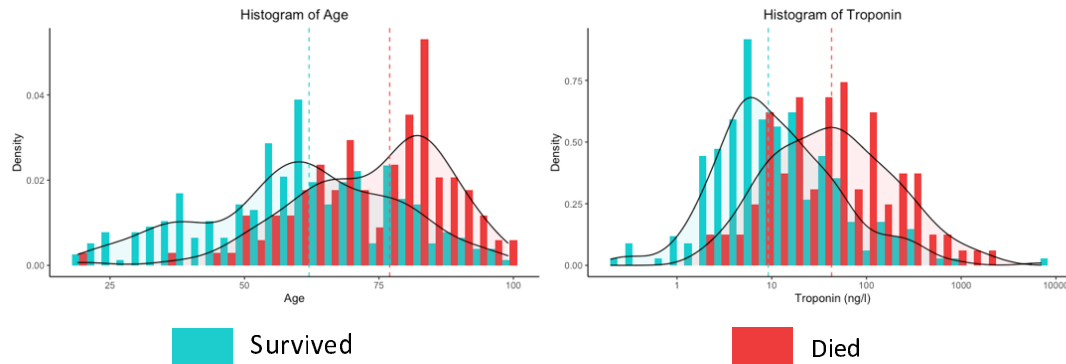 Histogram of Age
Density
0.04
0.02
0.00
25
50
75
100
Age
Histogram of Troponin
Density
0.75
0.50
0.25
0.00
1
10
100
1000
10000
Troponin (ng/l)
Survived
Died